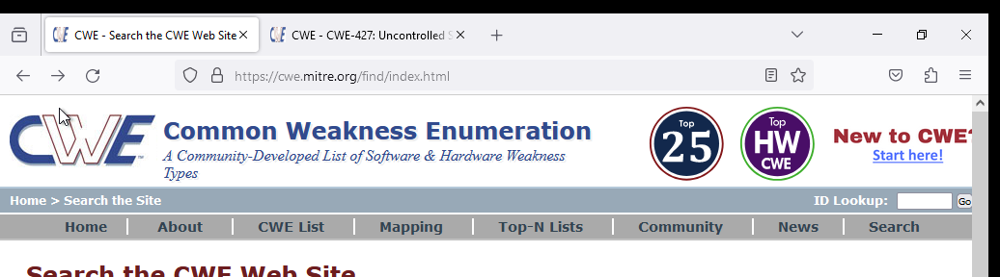 CWE - Search the CWE Web Site
CWE - CWE-427: Uncontrolled S
https://cwe.mitre.org/find/index.html
CWE
Common Weakness Enumeration
A Community-Developed List of Software & Hardware Weakness
Types
Top
25
Top
HW
CWE
New to CWE?
Start here!
Home > Search the Site
ID Lookup:
Go
Home
About
CWE List
Mapping
Top-N Lists
Community
News
Search
Search the CWE Web Site